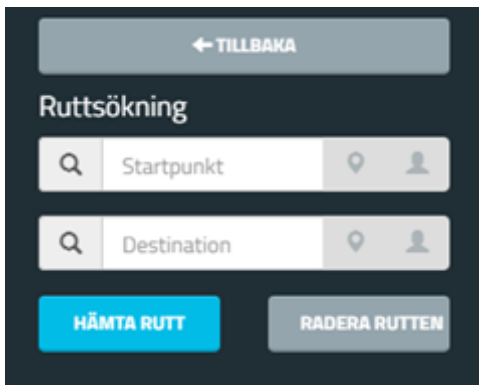 TILLBAKA
Ruttsökning
Startpunkt
Destination
HÄMTA RUTT
RADERA RUTTEN